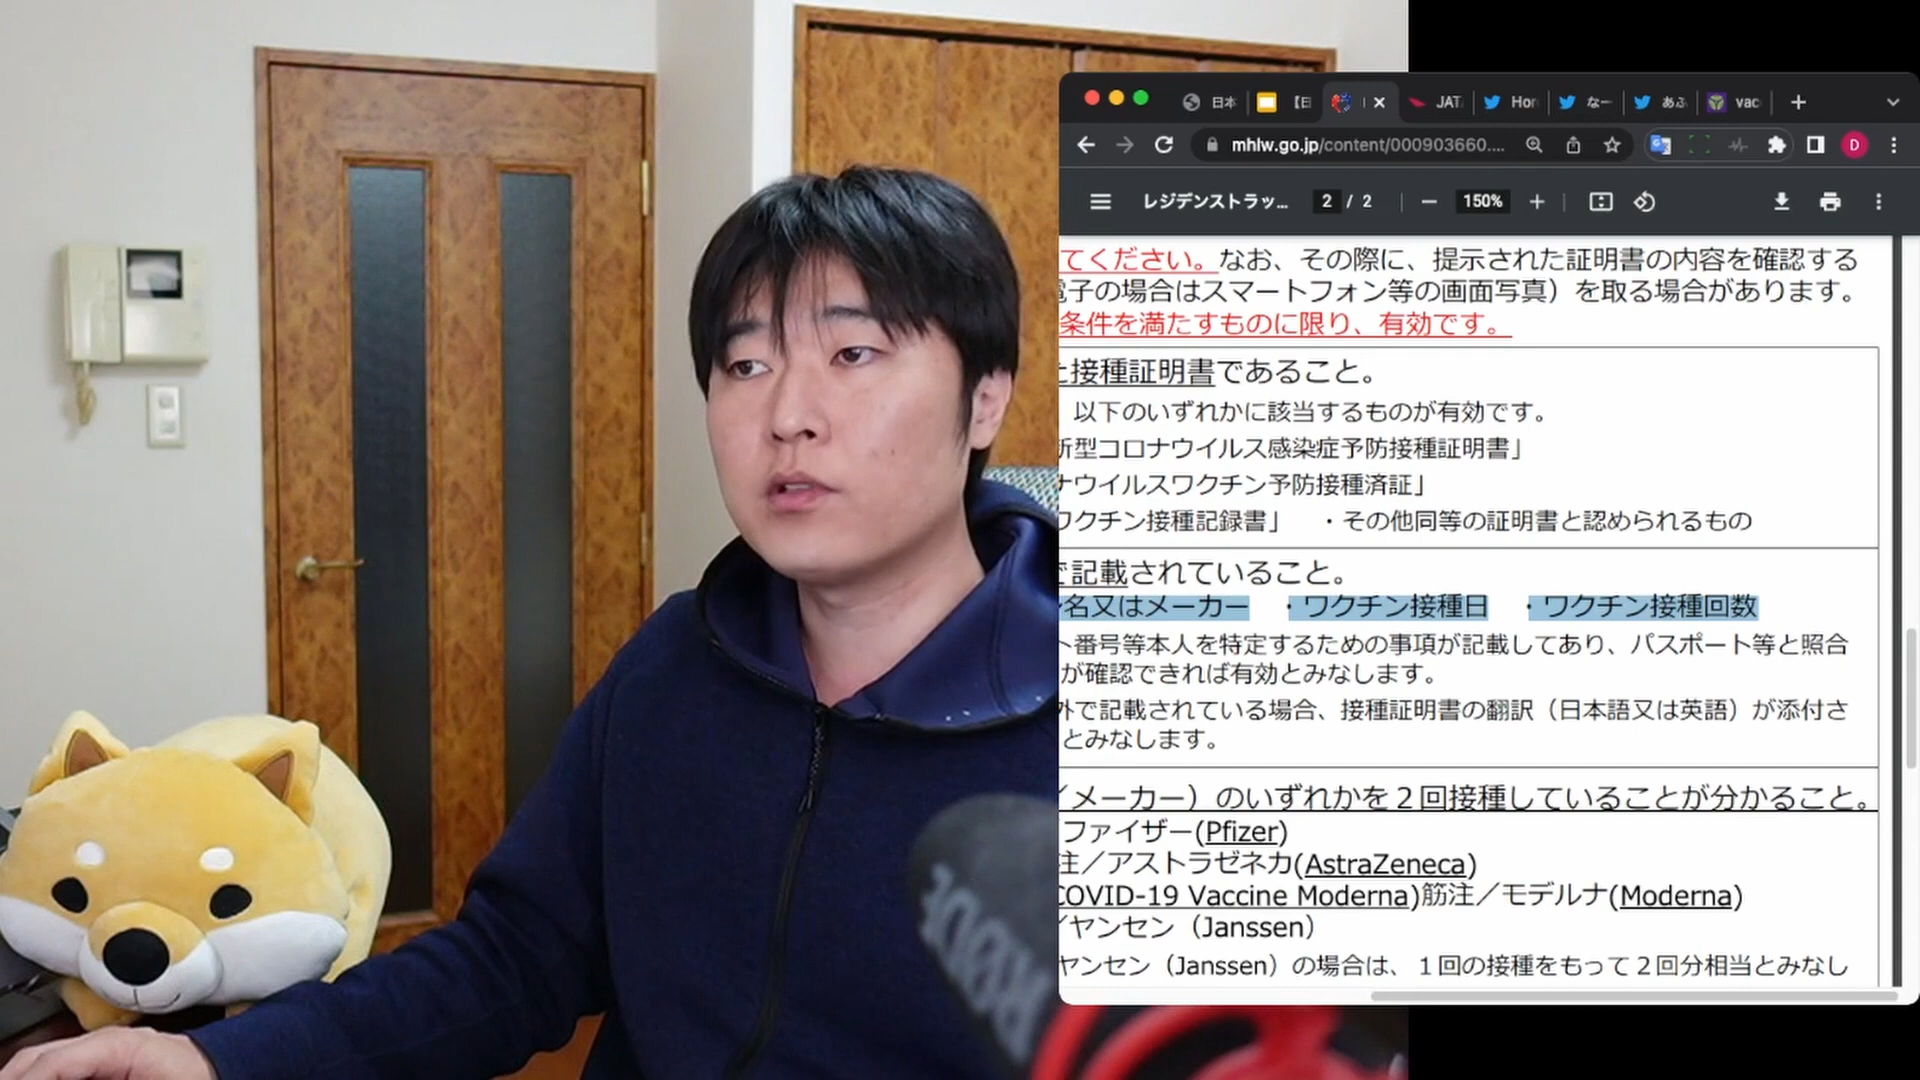 日本
【日
JAT
Hor
なー
あふ
vac
mhlw.go.jp/content/000903660....
D
レジデンストラッ...
2 / 2
150%
てください。なお、その際に、提示された証明書の内容を確認する
電子の場合はスマートフォン等の画面写真）を取る場合があります。
条件を満たすものに限り、有効です。
接種証明書であること。
以下のいずれかに該当するものが有効です。
新型コロナウイルス感染症予防接種証明書」
ナウイルスワクチン予防接種済証」
ワクチン接種記録書」 ・その他同等の証明書と認められるもの
で記載されていること。
名又はメーカー ・ワクチン接種日 ・ワクチン接種回数
ト番号等本人を特定するための事項が記載してあり、パスポート等と照合
が確認できれば有効とみなします。
外で記載されている場合、接種証明書の翻訳（日本語又は英語）が添付さ
とみなします。
／メーカー）のいずれかを２回接種していることが分かること。
ファイザー(Pfizer)
注／アストラゼネカ(AstraZeneca)
COVID-19 Vaccine Moderna)筋注／モデルナ(Moderna)
／ヤンセン（Janssen）
ヤンセン（Janssen）の場合は、１回の接種をもって２回分相当とみなし
RØDE